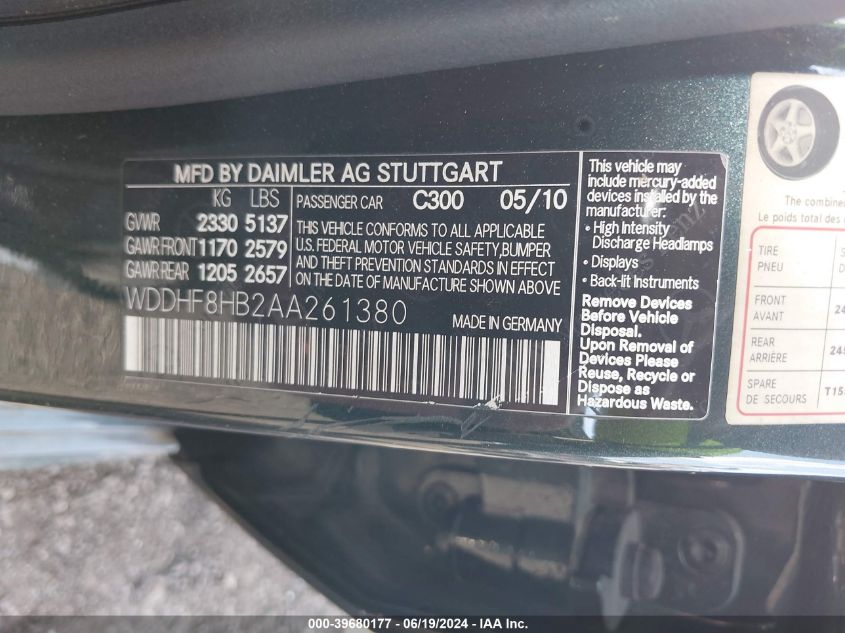 MFD BY DAIMLER AG STUTTGART
KG LBS
GVWR 2330 5137
GAWR FRONT 1170 2579
GAWR REAR 1205 2657
PASSENGER CAR C300 05/10
THIS VEHICLE CONFORMS TO ALL APPLICABLE
U.S. FEDERAL MOTOR VEHICLE SAFETY, BUMPER
AND THEFT PREVENTION STANDARDS IN EFFECT
ON THE DATE OF MANUFACTURE SHOWN ABOVE
WDDHF8HB2AA261380
MADE IN GERMANY
This vehicle may
include mercury-added
devices installed by the
manufacturer:
• High Intensity
Discharge Headlamps
• Displays
• Back-lit Instruments
Remove Devices
Before Vehicle
Disposal.
Upon Removal of
Devices Please
Reuse, Recycle or
Dispose as
Hazardous Waste.
The combine
Le poids total des
TIRE
PNEU
FRONT
AVANT
REAR
ARRIÈRE
SPARE
DE SECOURS
000-39680177 - 06/19/2024 - IAAI.com.